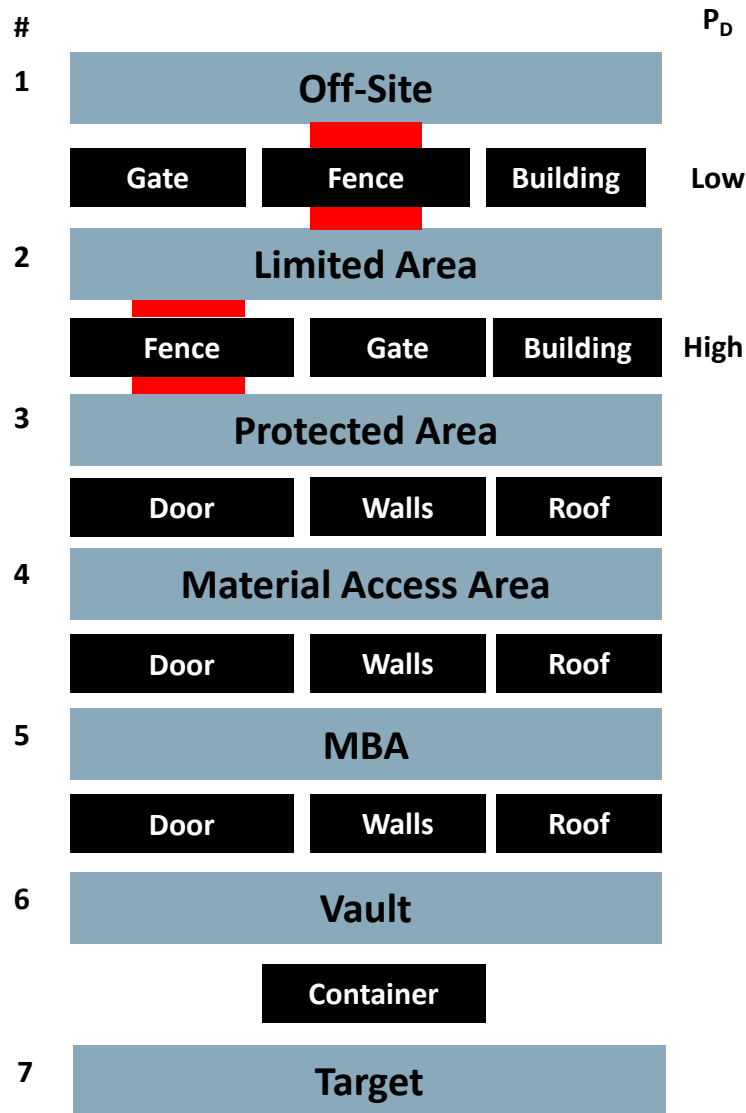 # P_D
1 Off-Site
Gate Fence Building Low
2 Limited Area
Fence Gate Building High
3 Protected Area
Door Walls Roof
4 Material Access Area
Door Walls Roof
5 MBA
Door Walls Roof
6 Vault
Container
7 Target